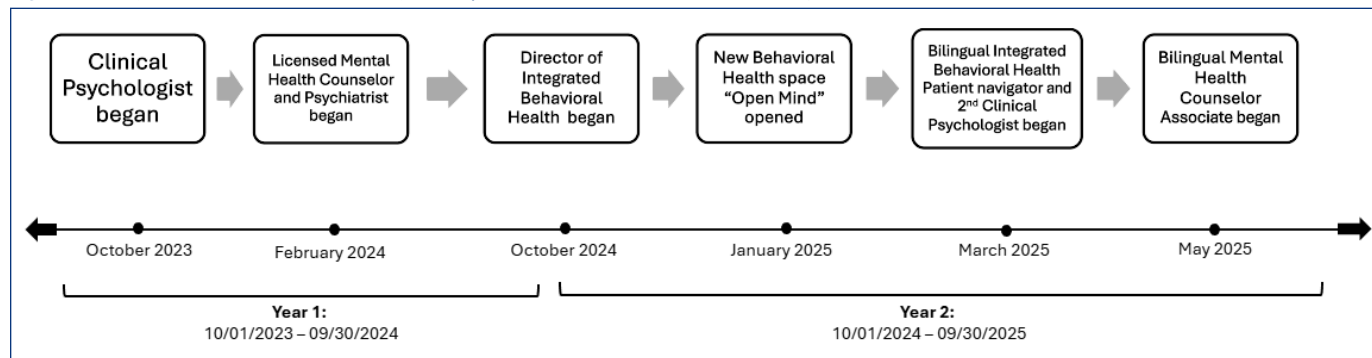 Clinical
Psychologist
began
Licensed Mental
Health Counselor
and Psychiatrist
began
Director of
Integrated
Behavioral
Health began
New Behavioral
Health space
“Open Mind”
opened
Bilingual Integrated
Behavioral Health
Patient navigator and
2nd Clinical
Psychologist began
Bilingual Mental
Health
Counselor
Associate began
October 2023
February 2024
October 2024
January 2025
March 2025
May 2025
Year 1:
10/01/2023 – 09/30/2024
Year 2:
10/01/2024 – 09/30/2025